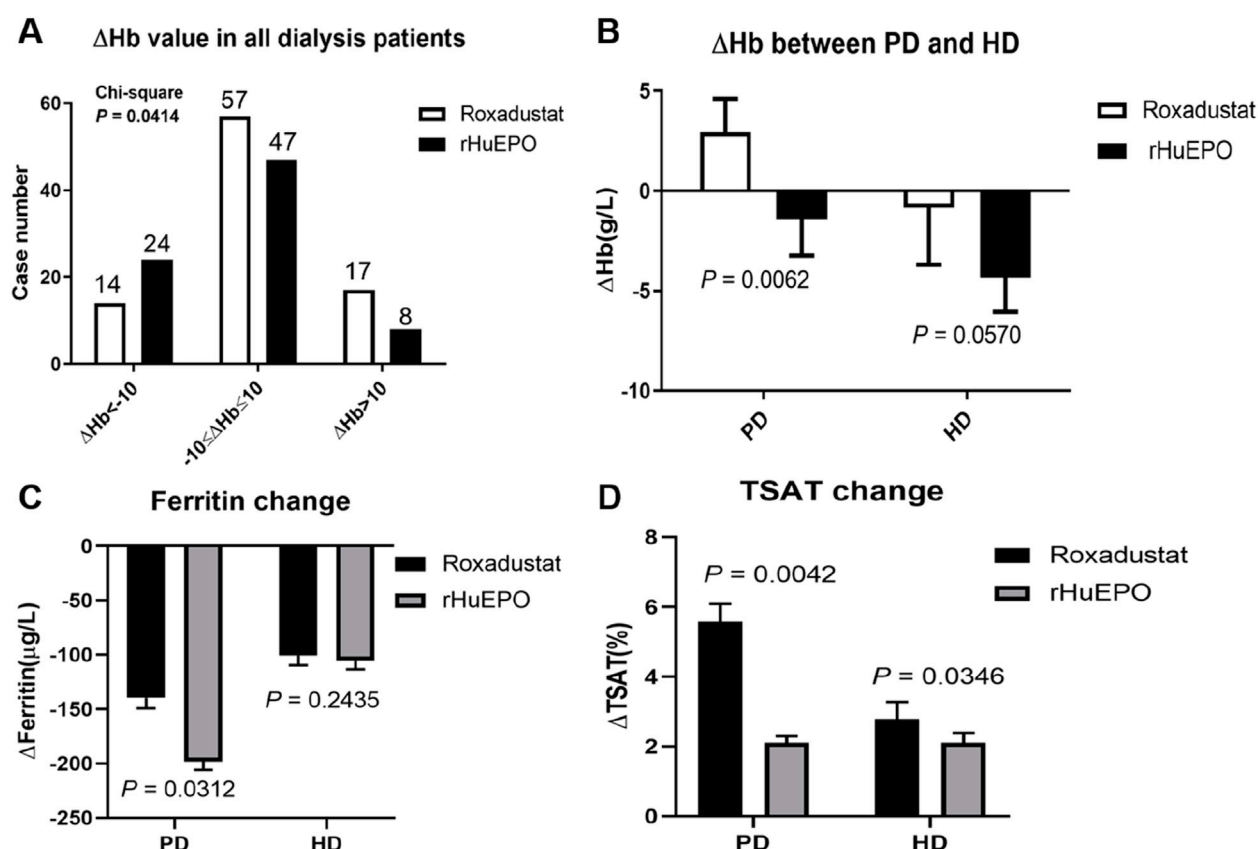 A
ΔHb value in all dialysis patients
Chi-square
P = 0.0414
Roxadustat
rHuEPO
Case number
60
40
20
0
14
24
57
47
17
8
ΔHb<-10
-10≤ΔHb≤10
ΔHb>10
B
ΔHb between PD and HD
Roxadustat
rHuEPO
ΔHb(g/L)
5
0
-5
-10
P = 0.0062
P = 0.0570
PD
HD
C
Ferritin change
Roxadustat
rHuEPO
ΔFerritin(μg/L)
0
-50
-100
-150
-200
-250
P = 0.0312
P = 0.2435
PD
HD
D
TSAT change
Roxadustat
rHuEPO
ΔTSAT(%)
8
6
4
2
0
P = 0.0042
P = 0.0346
PD
HD